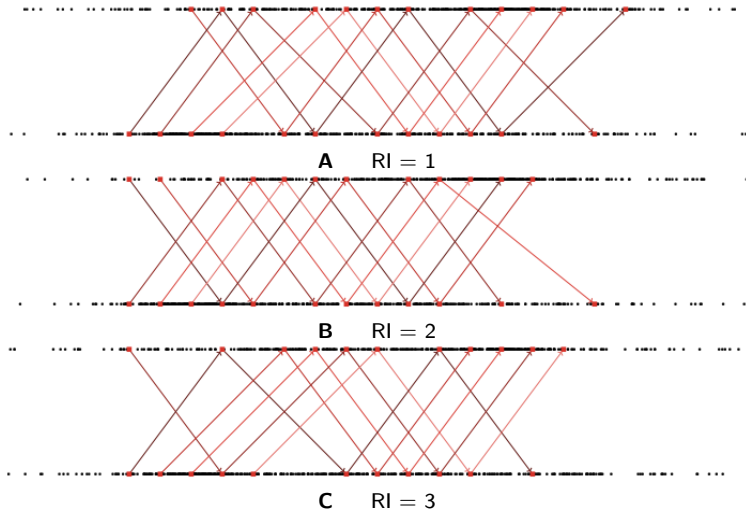 A RI = 1
B RI = 2
C RI = 3